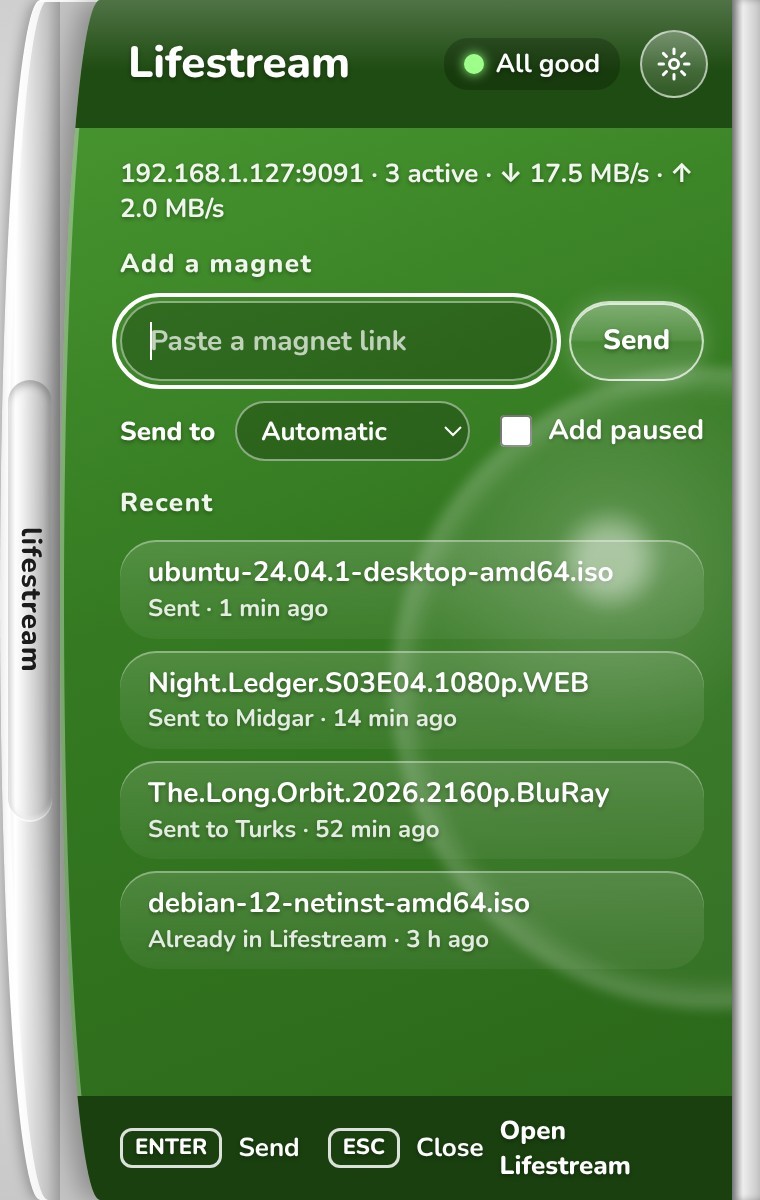 Lifestream
All good
192.168.1.127:9091 · 3 active · ↓ 17.5 MB/s · ↑
2.0 MB/s
Add a magnet
Paste a magnet link
Send
Send to
Automatic
Add paused
Recent
ubuntu-24.04.1-desktop-amd64.iso
Sent · 1 min ago
Night.Ledger.S03E04.1080p.WEB
Sent to Midgar · 14 min ago
The.Long.Orbit.2026.2160p.BluRay
Sent to Turks · 52 min ago
debian-12-netinst-amd64.iso
Already in Lifestream · 3 h ago
ENTER Send ESC Close Open
Lifestream
lifestream